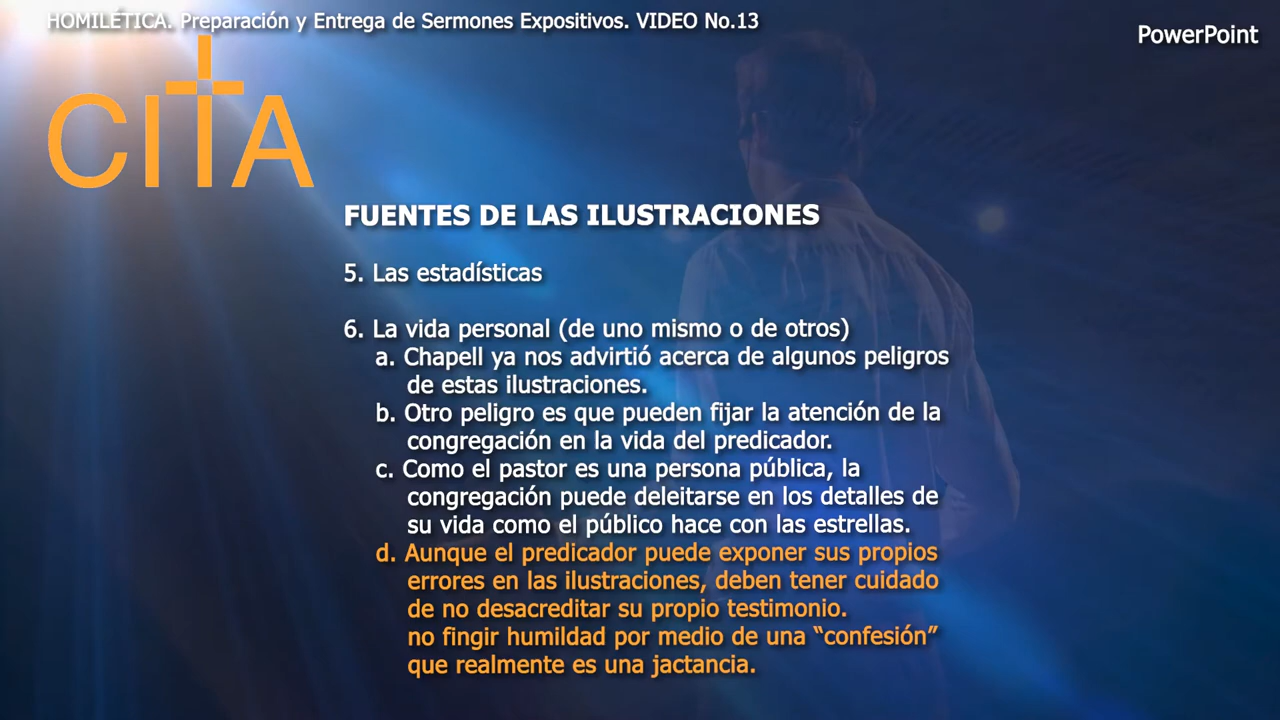 HOMILÉTICA. Preparación y Entrega de Sermones Expositivos. VIDEO No.13
PowerPoint
CITA
FUENTES DE LAS ILUSTRACIONES
5. Las estadísticas
6. La vida personal (de uno mismo o de otros)
a. Chapell ya nos advirtió acerca de algunos peligros
de estas ilustraciones.
b. Otro peligro es que pueden fijar la atención de la
congregación en la vida del predicador.
c. Como el pastor es una persona pública, la
congregación puede deleitarse en los detalles de
su vida como el público hace con las estrellas.
d. Aunque el predicador puede exponer sus propios
errores en las ilustraciones, deben tener cuidado
de no desacreditar su propio testimonio.
no fingir humildad por medio de una “confesión”
que realmente es una jactancia.